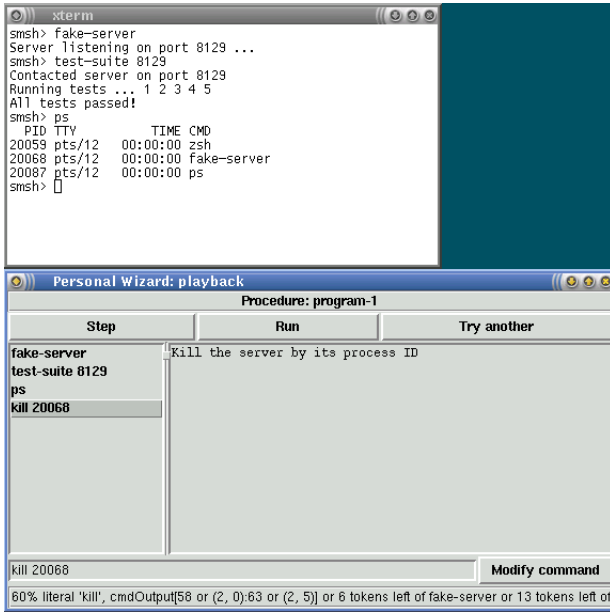 xterm
smsh> fake-server
Server listening on port 8129 ...
smsh> test-suite 8129
Contacted server on port 8129
Running tests ... 1 2 3 4 5
All tests passed!
smsh> ps
  PID TTY          TIME CMD
20059 pts/12   00:00:00 zsh
20068 pts/12   00:00:00 fake-server
20087 pts/12   00:00:00 ps
smsh>
Personal Wizard: playback
Procedure: program-1
Step Run Try another
fake-server
test-suite 8129
ps
kill 20068
Kill the server by its process ID
kill 20068
Modify command
60% literal 'kill', cmdOutput[58 or (2, 0):63 or (2, 5)] or 6 tokens left of fake-server or 13 tokens left of